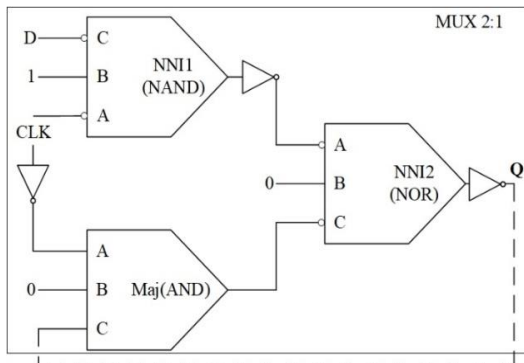 MUX 2:1
D
C
NNI1
1
B
(NAND)
A
CLK
A
NNI2
Q
0
B
(NOR)
C
A
0
B
Maj(AND)
C